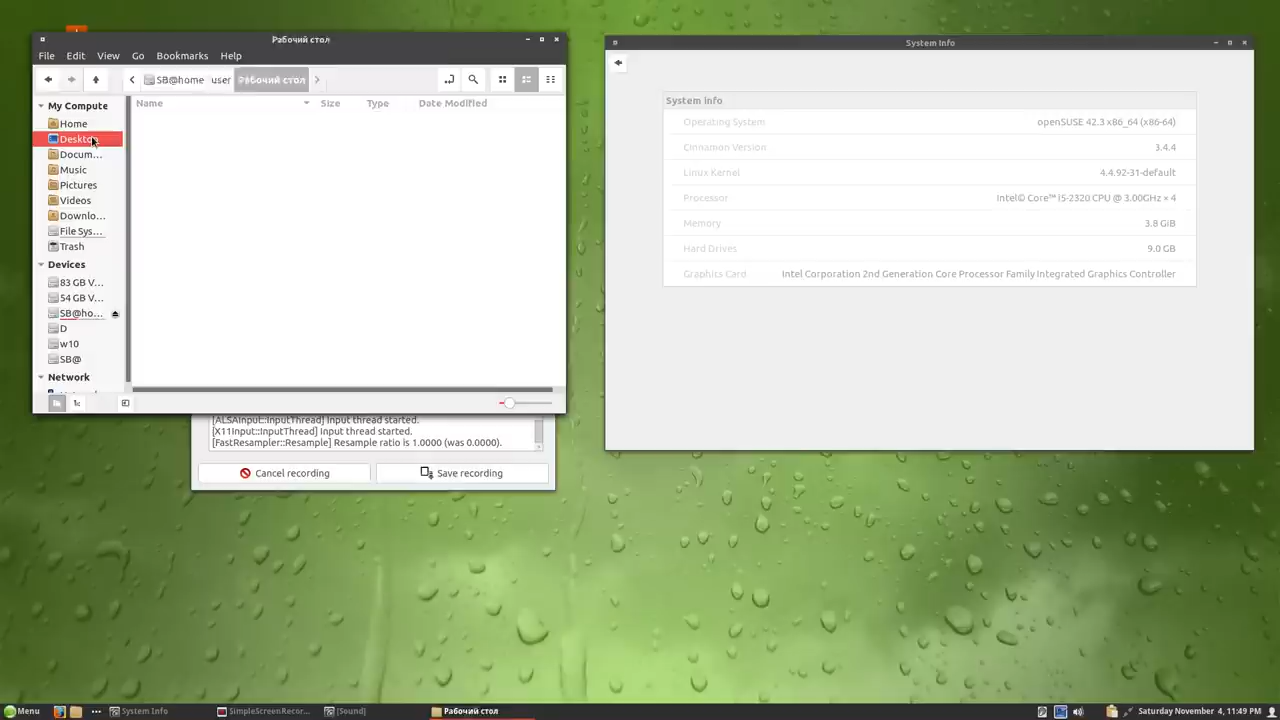 Рабочий стол
File Edit View Go Bookmarks Help
SB@home user Рабочий стол
Name Size Type Date Modified
My Compute
Home
Desktop
Docum...
Music
Pictures
Videos
Downlo...
File Sys...
Trash
Devices
83 GB V...
54 GB V...
SB@ho...
D
w10
SB@
Network
[ALSAInput::InputThread] Input thread started.
[X11Input::InputThread] Input thread started.
[FastResampler::Resample] Resample ratio is 1.0000 (was 0.0000).
Cancel recording Save recording
System Info
System info
Operating System openSUSE 42.3 x86_64 (x86-64)
Cinnamon Version 3.4.4
Linux Kernel 4.4.92-31-default
Processor Intel© Core™ i5-2320 CPU @ 3.00GHz × 4
Memory 3.8 GiB
Hard Drives 9.0 GB
Graphics Card Intel Corporation 2nd Generation Core Processor Family Integrated Graphics Controller
Menu System Info SimpleScreenRecor... [Sound] Рабочий стол Saturday November 4, 11:49 PM